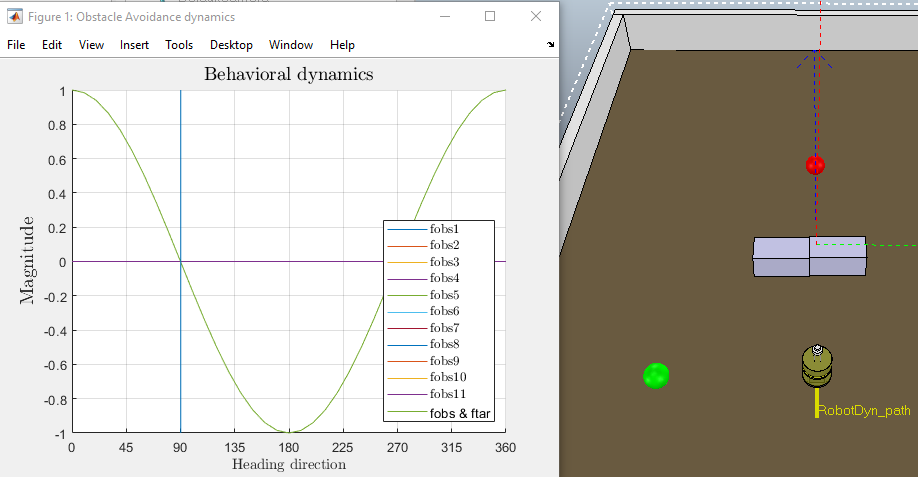 Figure 1: Obstacle Avoidance dynamics
File Edit View Insert Tools Desktop Window Help
Behavioral dynamics
Magnitude
1
0.8
0.6
0.4
0.2
0
-0.2
-0.4
-0.6
-0.8
-1
fobs1
fobs2
fobs3
fobs4
fobs5
fobs6
fobs7
fobs8
fobs9
fobs10
fobs11
fobs & ftar
0 45 90 135 180 225 270 315 360
Heading direction
RobotDyn_path